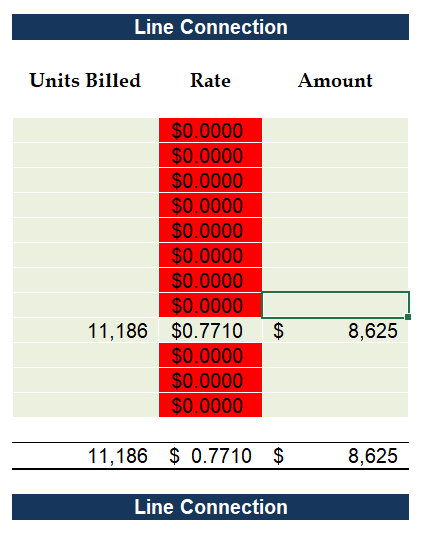 Line Connection
Units Billed Rate Amount
$0.0000
$0.0000
$0.0000
$0.0000
$0.0000
$0.0000
$0.0000
$0.0000
11,186 $0.7710 $ 8,625
$0.0000
$0.0000
$0.0000
11,186 $ 0.7710 $ 8,625
Line Connection